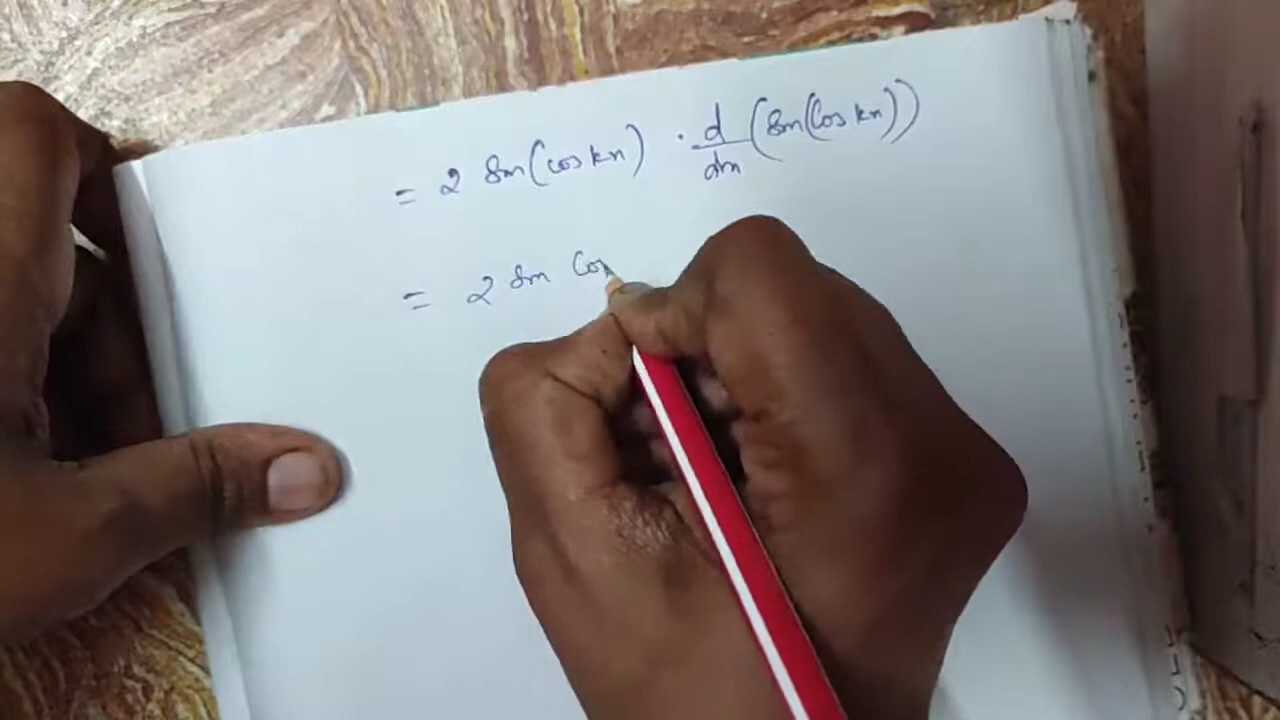 = 2 Sin(cos kx) · d/dx (Sin(Cos kx))
= 2 Sin Cos